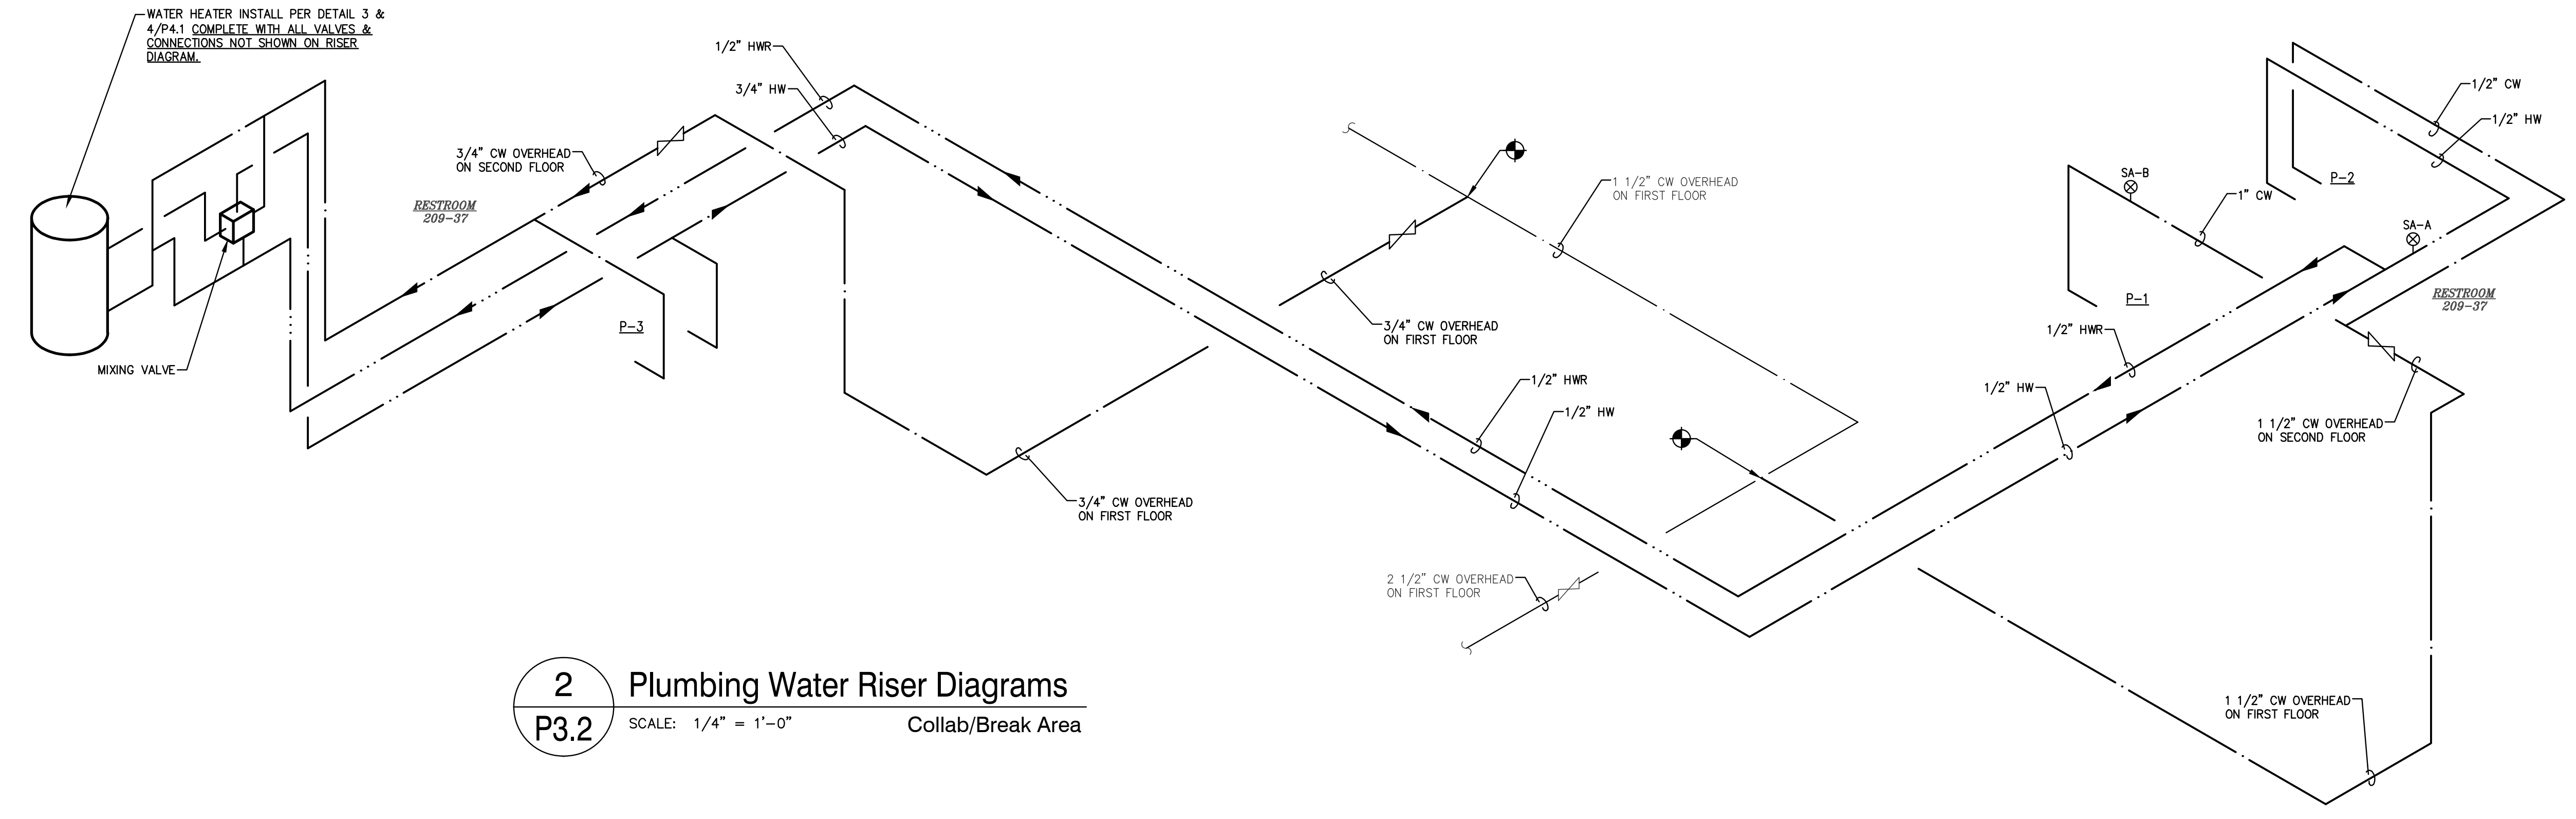 WATER HEATER INSTALL PER DETAIL 3 &
4/P4.1 COMPLETE WITH ALL VALVES &
CONNECTIONS NOT SHOWN ON RISER
DIAGRAM.
1/2" HWR
3/4" HW
3/4" CW OVERHEAD
ON SECOND FLOOR
RESTROOM
209-37
P-3
MIXING VALVE
3/4" CW OVERHEAD
ON FIRST FLOOR
3/4" CW OVERHEAD
ON FIRST FLOOR
1 1/2" CW OVERHEAD
ON FIRST FLOOR
1/2" HWR
1/2" HW
2 1/2" CW OVERHEAD
ON FIRST FLOOR
1/2" CW
1/2" HW
P-2
SA-B
1" CW
SA-A
P-1
RESTROOM
209-37
1/2" HWR
1/2" HW
1 1/2" CW OVERHEAD
ON SECOND FLOOR
1 1/2" CW OVERHEAD
ON FIRST FLOOR
2
P3.2
Plumbing Water Riser Diagrams
SCALE: 1/4" = 1'-0"
Collab/Break Area